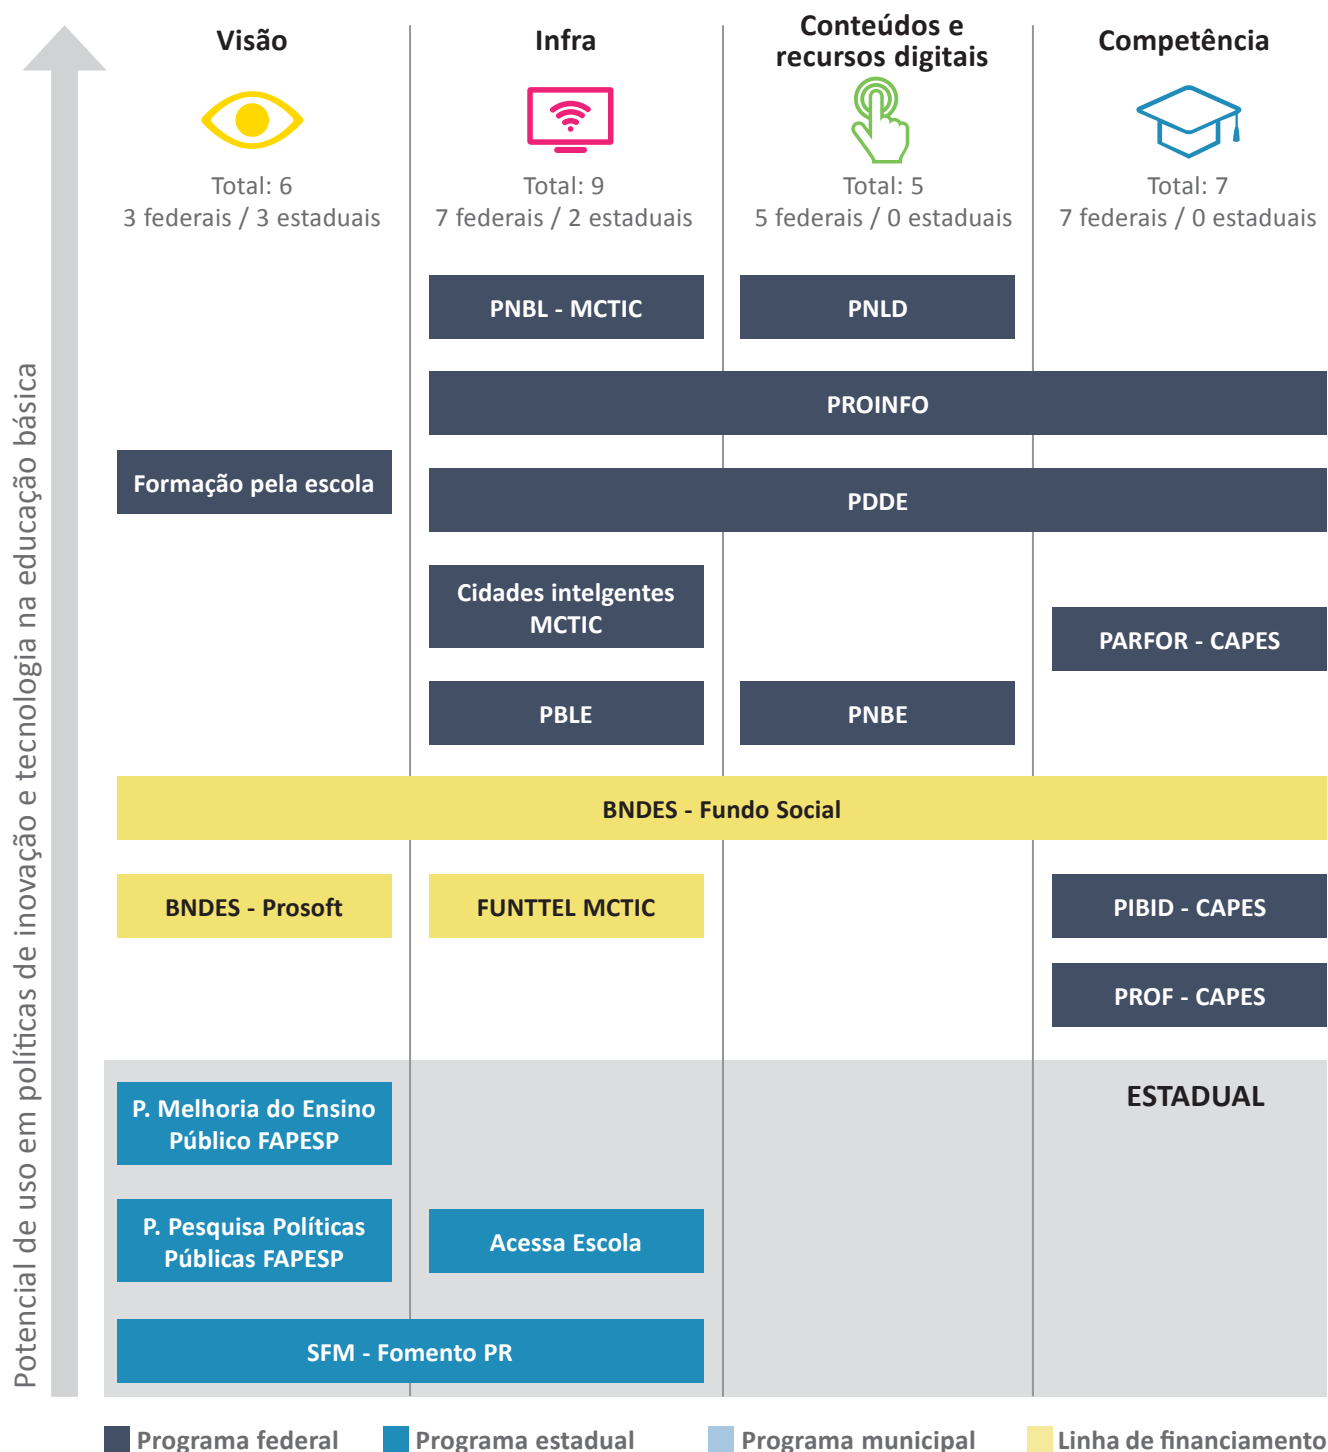 Visão
Infra
Conteúdos e
recursos digitais
Competência
Total: 6
3 federais / 3 estaduais
Total: 9
7 federais / 2 estaduais
Total: 5
5 federais / 0 estaduais
Total: 7
7 federais / 0 estaduais
Potencial de uso em políticas de inovação e tecnologia na educação básica
PNBL - MCTIC
PNLD
PROINFO
Formação pela escola
PDDE
Cidades intelgentes
MCTIC
PARFOR - CAPES
PBLE
PNBE
BNDES - Fundo Social
BNDES - Prosoft
FUNTTEL MCTIC
PIBID - CAPES
PROF - CAPES
ESTADUAL
P. Melhoria do Ensino
Público FAPESP
P. Pesquisa Políticas
Públicas FAPESP
Acessa Escola
SFM - Fomento PR
Programa federal
Programa estadual
Programa municipal
Linha de financiamento